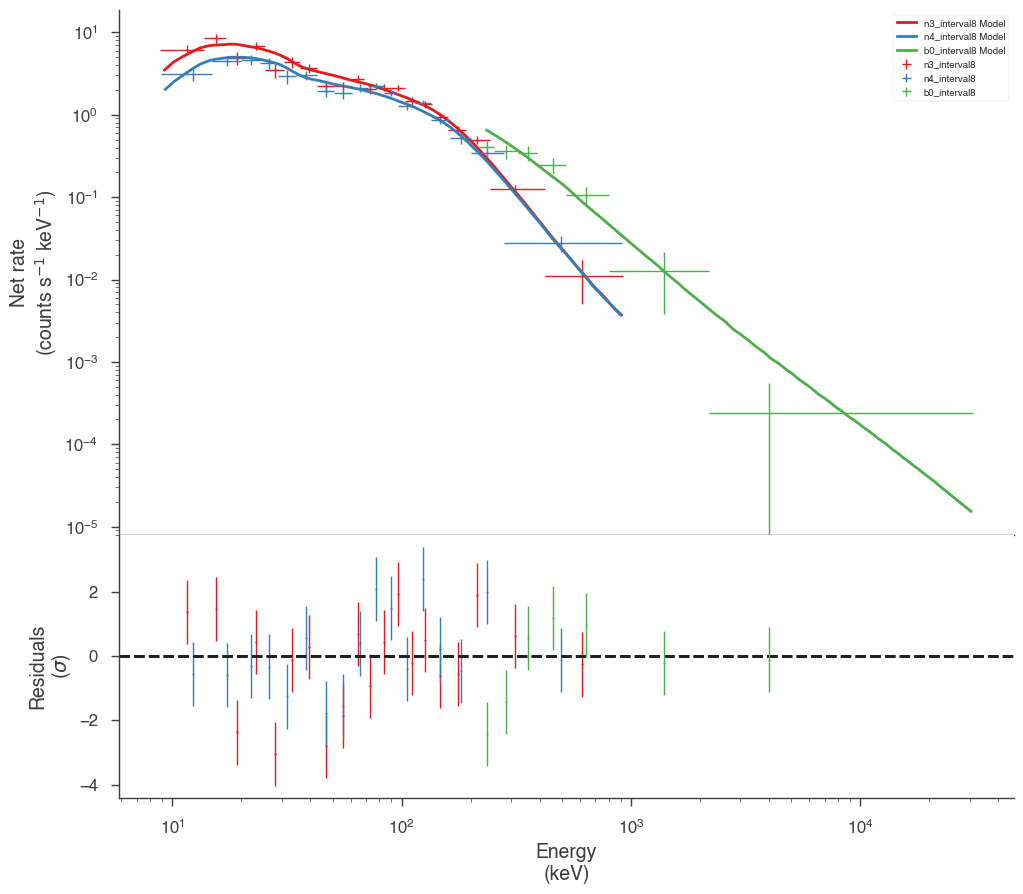 n3_interval8 Model
n4_interval8 Model
b0_interval8 Model
n3_interval8
n4_interval8
b0_interval8
Net rate
(counts s⁻¹ keV⁻¹)
10¹
10⁰
10⁻¹
10⁻²
10⁻³
10⁻⁴
10⁻⁵
Residuals
(σ)
2
0
−2
−4
10¹ 10² 10³ 10⁴
Energy
(keV)